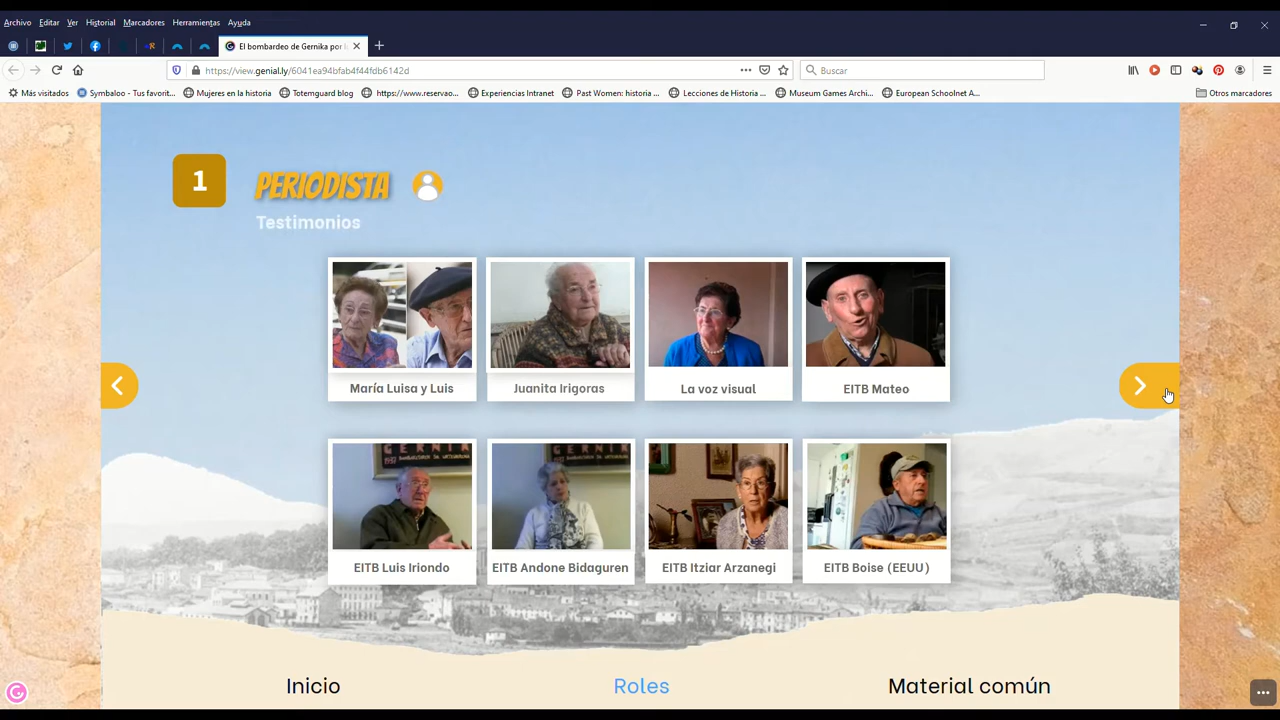 Archivo Editar Ver Historial Marcadores Herramientas Ayuda
El bombardeo de Gernika por l
https://view.genial.ly/6041ea94bfab4f44fdb6142d
Buscar
Más visitados Symbaloo - Tus favorit... Mujeres en la historia Totemguard blog https://www.reservao... Experiencias Intranet Past Women: historia ... Lecciones de Historia ... Museum Games Archi... European Schoolnet A... Otros marcadores
1
PERIODISTA
Testimonios
María Luisa y Luis
Juanita Irigoras
La voz visual
EITB Mateo
GERNIK
GERNIK
EITB Luis Iriondo
EITB Andone Bidaguren
EITB Itziar Arzanegi
EITB Boise (EEUU)
Inicio
Roles
Material común